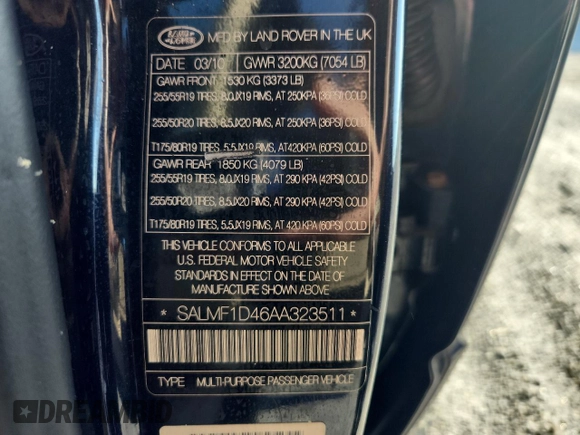 LAND ROVER
MFD BY LAND ROVER IN THE UK
DATE 03/10 GVWR 3200KG (7054 LB)
GAWR FRONT 1530 KG (3373 LB)
255/55R19 TIRES, 8.0JX19 RIMS, AT 250KPA (36PSI) COLD
255/50R20 TIRES, 8.5JX20 RIMS, AT 250KPA (36PSI) COLD
T175/80R19 TIRES, 5.5JX19 RIMS, AT420KPA (60PSI) COLD
GAWR REAR 1850 KG (4079 LB)
255/55R19 TIRES, 8.0JX19 RIMS, AT 290 KPA (42PSI) COLD
255/50R20 TIRES, 8.5JX20 RIMS, AT 290 KPA (42PSI) COLD
T175/80R19 TIRES, 5.5JX19 RIMS, AT 420 KPA (60PSI) COLD
THIS VEHICLE CONFORMS TO ALL APPLICABLE
U.S. FEDERAL MOTOR VEHICLE SAFETY
STANDARDS IN EFFECT ON THE DATE OF
MANUFACTURE SHOWN ABOVE
* SALMF1D46AA323511 *
TYPE MULTI-PURPOSE PASSENGER VEHICLE
DREAMBID